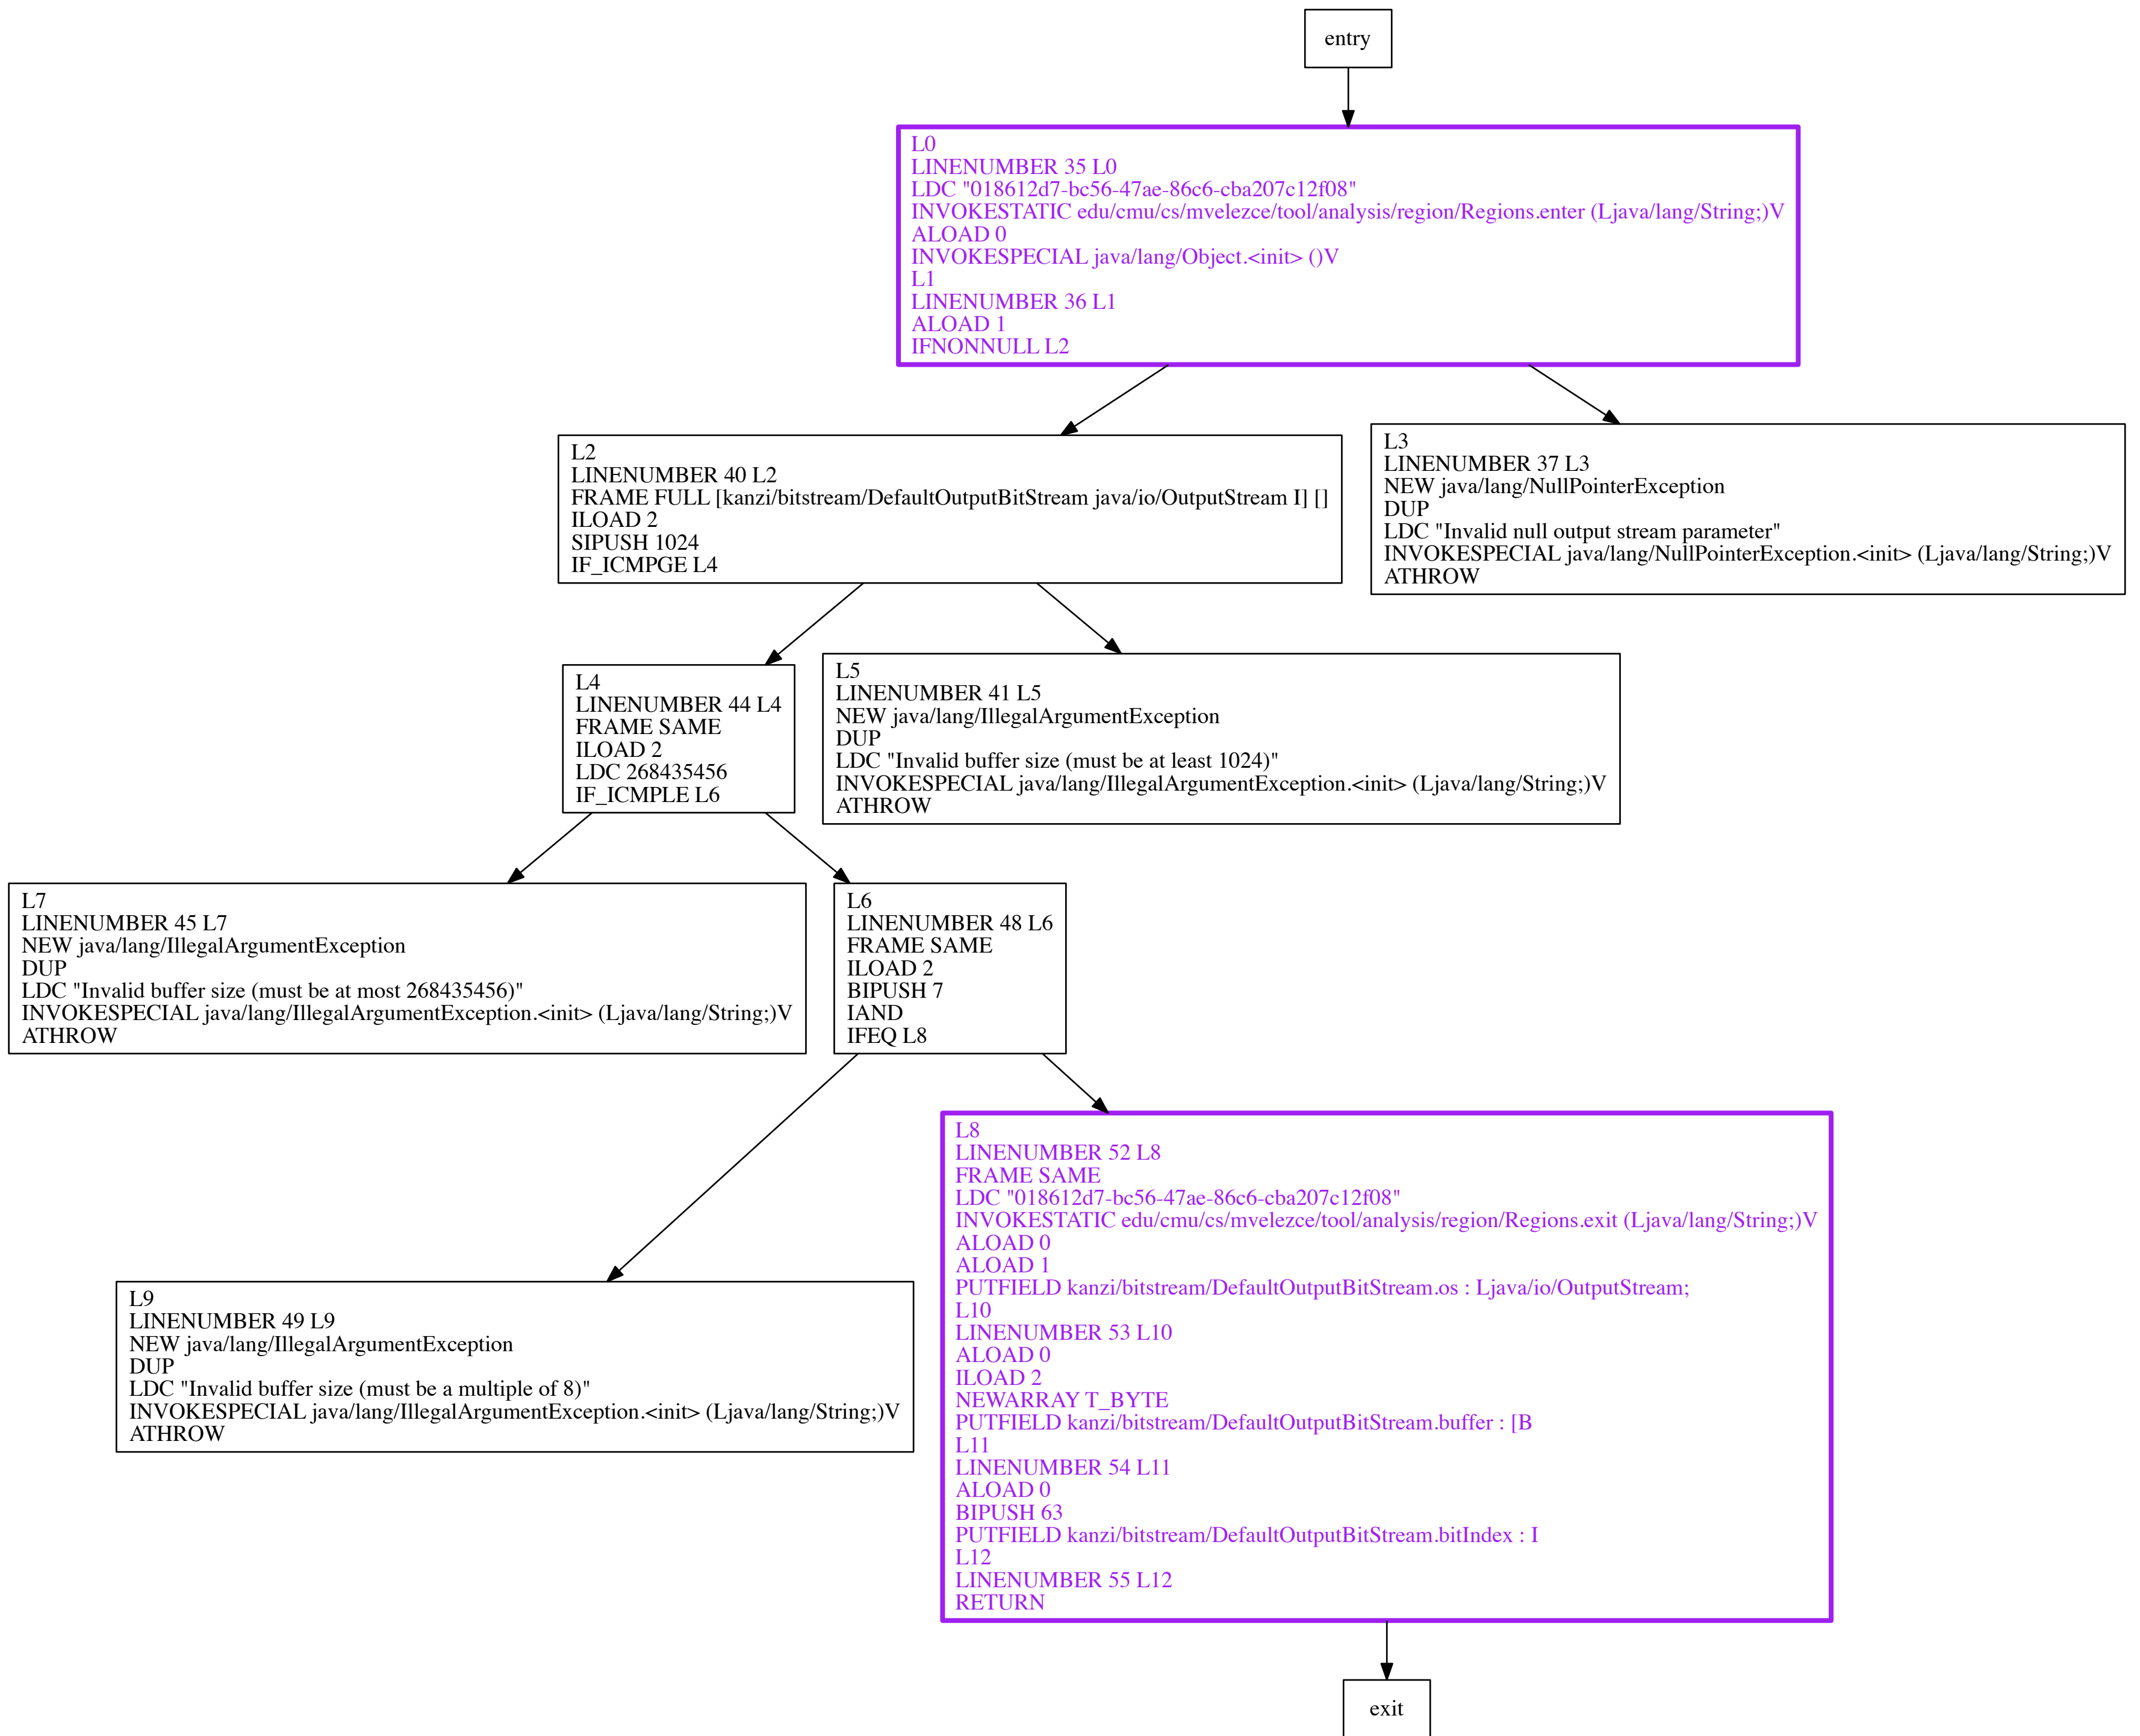 entry
L0
LINENUMBER 35 L0
LDC "018612d7-bc56-47ae-86c6-cba207c12f08"
INVOKESTATIC edu/cmu/cs/mvelezce/tool/analysis/region/Regions.enter (Ljava/lang/String;)V
ALOAD 0
INVOKESPECIAL java/lang/Object.<init> ()V
L1
LINENUMBER 36 L1
ALOAD 1
IFNONNULL L2
L2
LINENUMBER 40 L2
FRAME FULL [kanzi/bitstream/DefaultOutputBitStream java/io/OutputStream I] []
ILOAD 2
SIPUSH 1024
IF_ICMPGE L4
L3
LINENUMBER 37 L3
NEW java/lang/NullPointerException
DUP
LDC "Invalid null output stream parameter"
INVOKESPECIAL java/lang/NullPointerException.<init> (Ljava/lang/String;)V
ATHROW
L4
LINENUMBER 44 L4
FRAME SAME
ILOAD 2
LDC 268435456
IF_ICMPLE L6
L5
LINENUMBER 41 L5
NEW java/lang/IllegalArgumentException
DUP
LDC "Invalid buffer size (must be at least 1024)"
INVOKESPECIAL java/lang/IllegalArgumentException.<init> (Ljava/lang/String;)V
ATHROW
L7
LINENUMBER 45 L7
NEW java/lang/IllegalArgumentException
DUP
LDC "Invalid buffer size (must be at most 268435456)"
INVOKESPECIAL java/lang/IllegalArgumentException.<init> (Ljava/lang/String;)V
ATHROW
L6
LINENUMBER 48 L6
FRAME SAME
ILOAD 2
BIPUSH 7
IAND
IFEQ L8
L9
LINENUMBER 49 L9
NEW java/lang/IllegalArgumentException
DUP
LDC "Invalid buffer size (must be a multiple of 8)"
INVOKESPECIAL java/lang/IllegalArgumentException.<init> (Ljava/lang/String;)V
ATHROW
L8
LINENUMBER 52 L8
FRAME SAME
LDC "018612d7-bc56-47ae-86c6-cba207c12f08"
INVOKESTATIC edu/cmu/cs/mvelezce/tool/analysis/region/Regions.exit (Ljava/lang/String;)V
ALOAD 0
ALOAD 1
PUTFIELD kanzi/bitstream/DefaultOutputBitStream.os : Ljava/io/OutputStream;
L10
LINENUMBER 53 L10
ALOAD 0
ILOAD 2
NEWARRAY T_BYTE
PUTFIELD kanzi/bitstream/DefaultOutputBitStream.buffer : [B
L11
LINENUMBER 54 L11
ALOAD 0
BIPUSH 63
PUTFIELD kanzi/bitstream/DefaultOutputBitStream.bitIndex : I
L12
LINENUMBER 55 L12
RETURN
exit